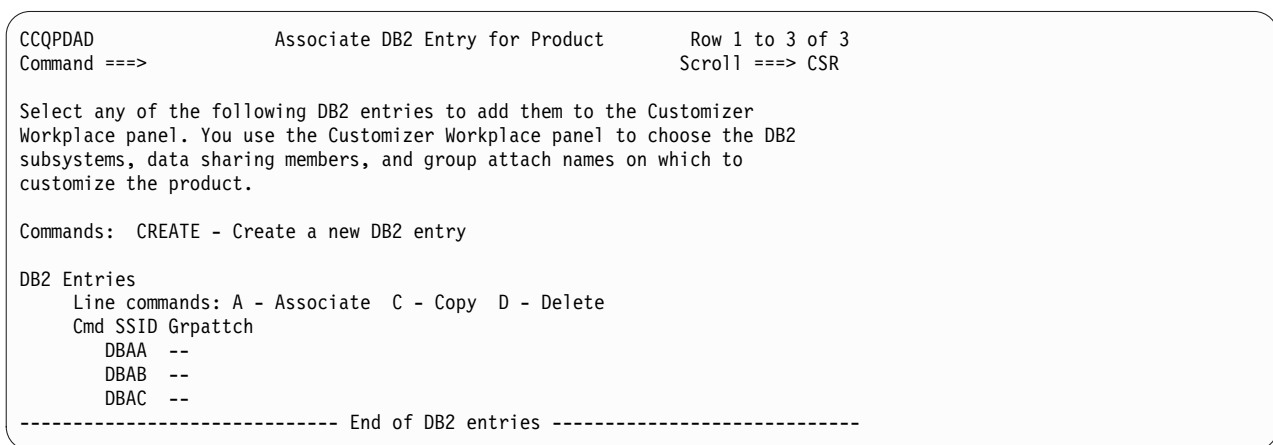 CCQPDAD Associate DB2 Entry for Product Row 1 to 3 of 3
Command ===> Scroll ===> CSR
Select any of the following DB2 entries to add them to the Customizer
Workplace panel. You use the Customizer Workplace panel to choose the DB2
subsystems, data sharing members, and group attach names on which to
customize the product.
Commands: CREATE - Create a new DB2 entry
DB2 Entries
Line commands: A - Associate C - Copy D - Delete
Cmd SSID Grpattch
DBAA --
DBAB --
DBAC --
------------------------------ End of DB2 entries -----------------------------